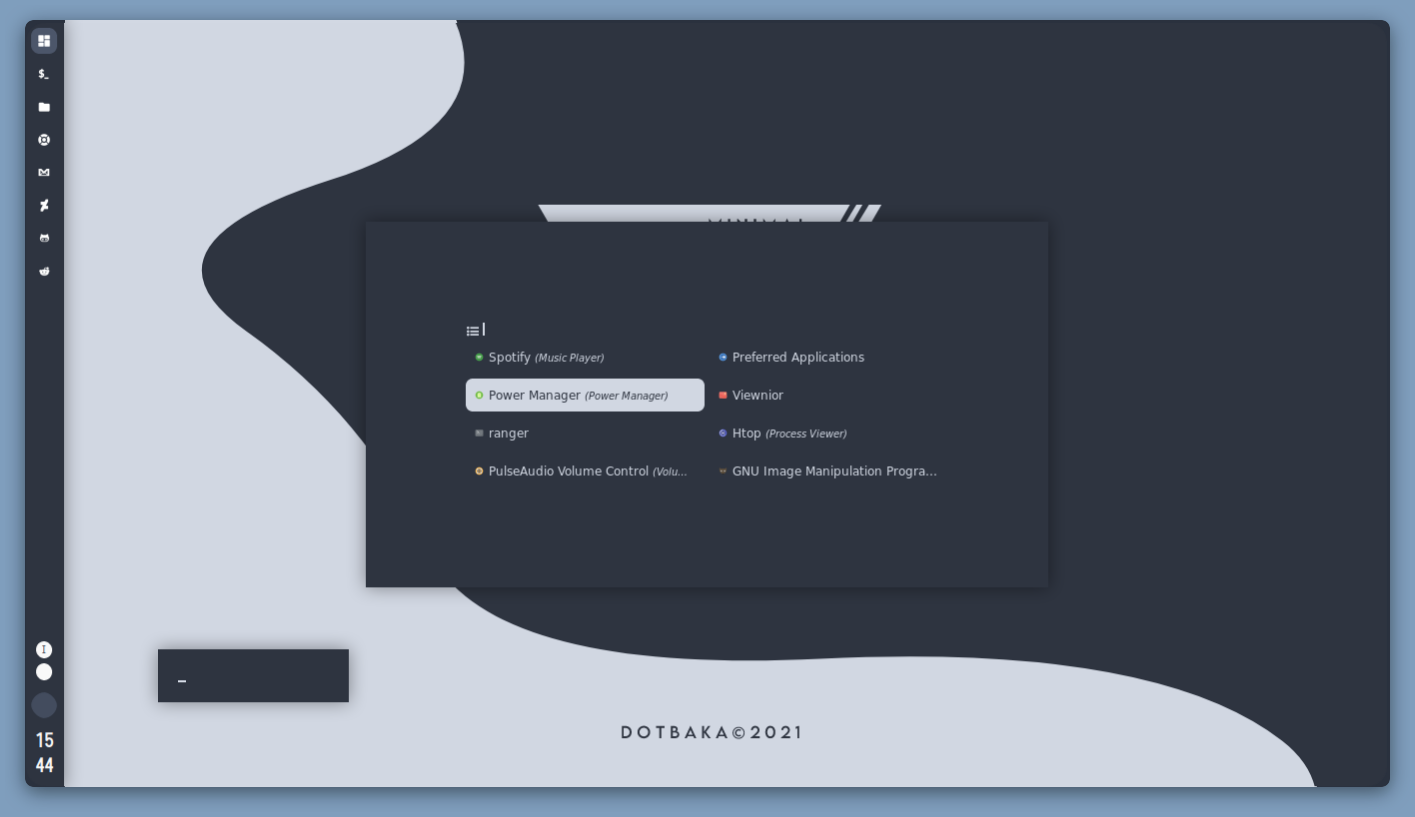 $_
MINIMAL
Spotify (Music Player)
Preferred Applications
Power Manager (Power Manager)
Viewnior
ranger
Htop (Process Viewer)
PulseAudio Volume Control (Volu...
GNU Image Manipulation Progra...
I
_
15
44
DOTBAKA©2021